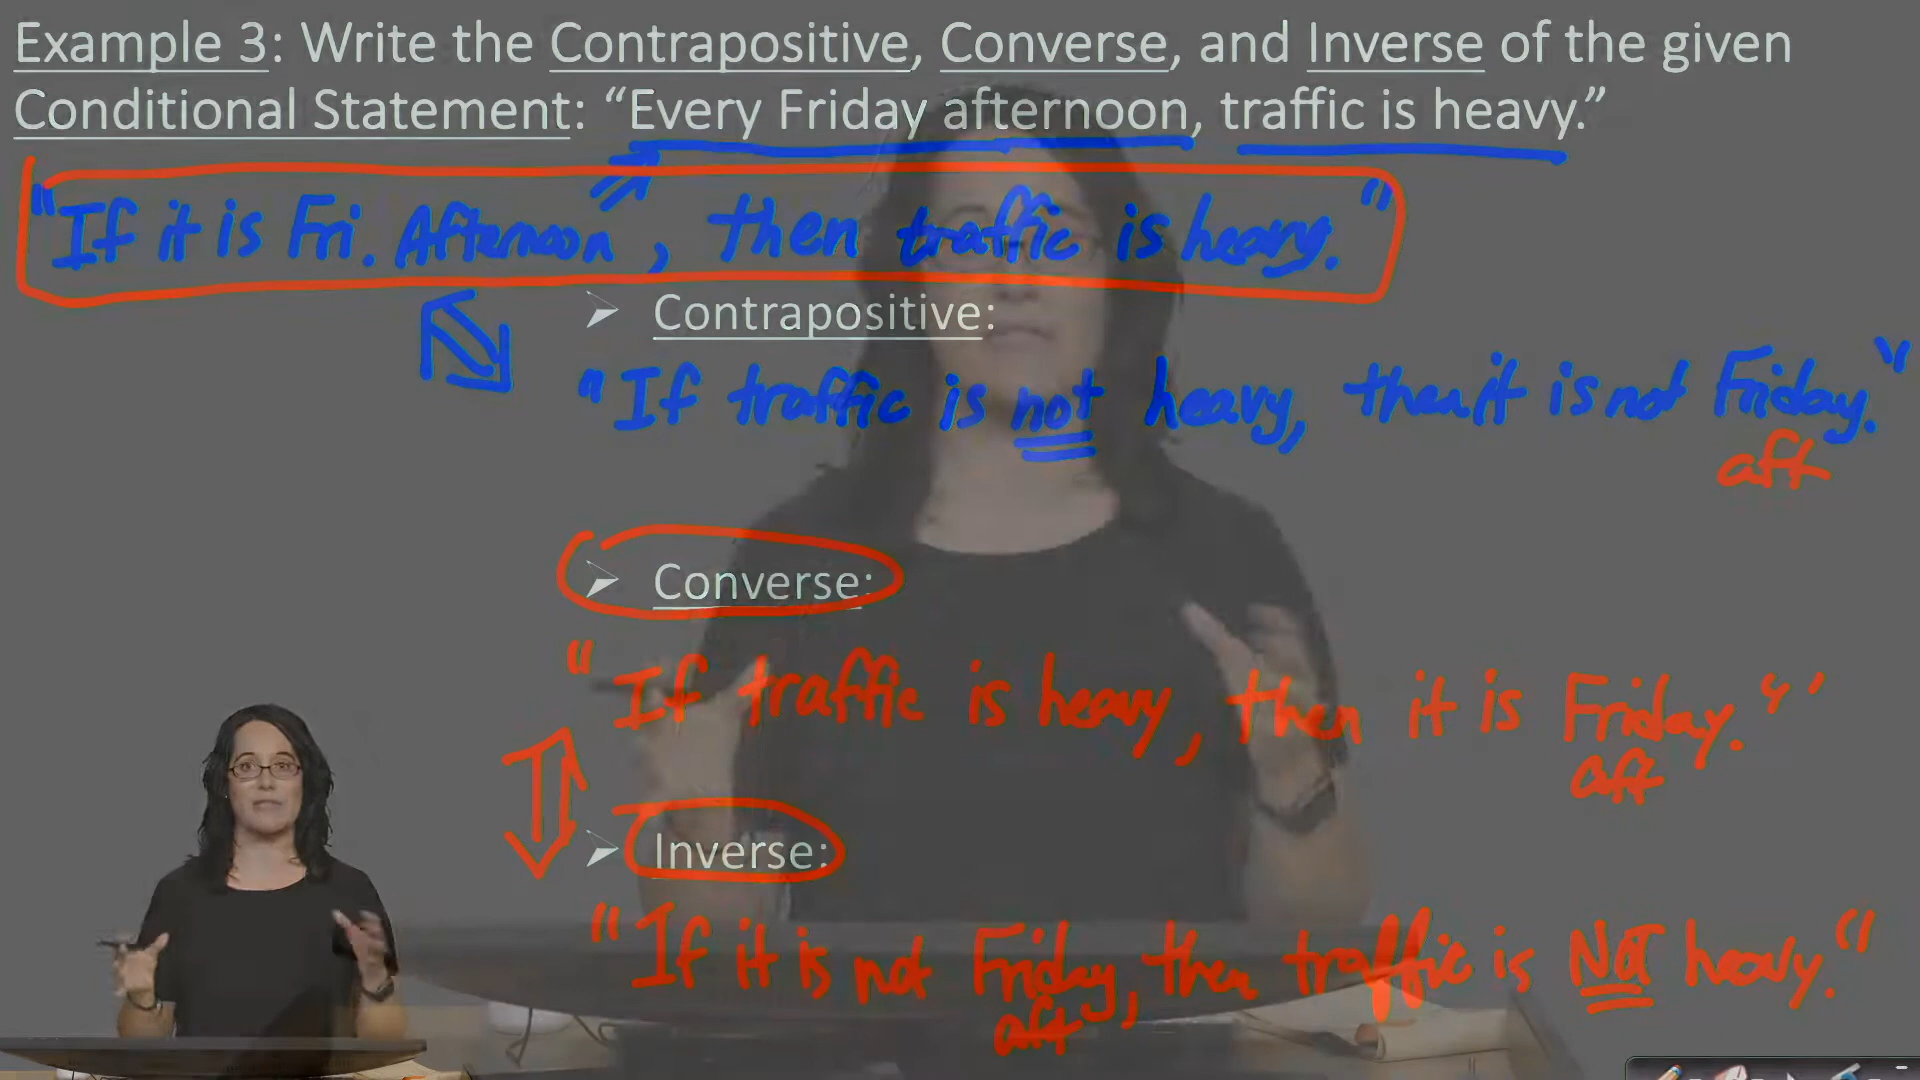 Example 3: Write the Contrapositive, Converse, and Inverse of the given
Conditional Statement: “Every Friday afternoon, traffic is heavy.”
"If it is Fri. Afternoon, then traffic is heavy."
➢ Contrapositive:
"If traffic is not heavy, then it is not Friday."
aft
➢ Converse:
"If traffic is heavy, then it is Friday."
aft
➢ Inverse:
"If it is not Friday, then traffic is NOT heavy."
aft